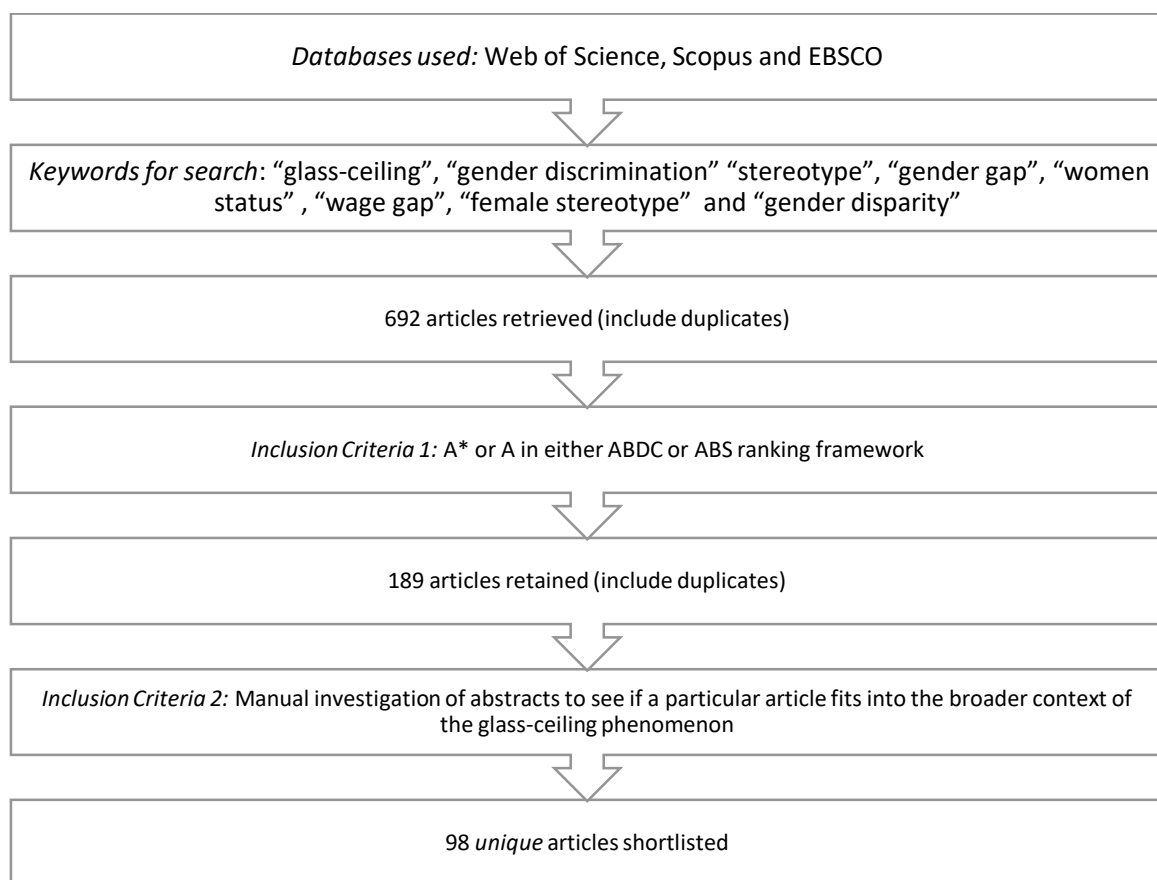 Databases used: Web of Science, Scopus and EBSCO
Keywords for search: “glass-ceiling”, “gender discrimination” “stereotype”, “gender gap”, “women
status” , “wage gap”, “female stereotype” and “gender disparity”
692 articles retrieved (include duplicates)
Inclusion Criteria 1: A* or A in either ABDC or ABS ranking framework
189 articles retained (include duplicates)
Inclusion Criteria 2: Manual investigation of abstracts to see if a particular article fits into the broader context of
the glass-ceiling phenomenon
98 unique articles shortlisted